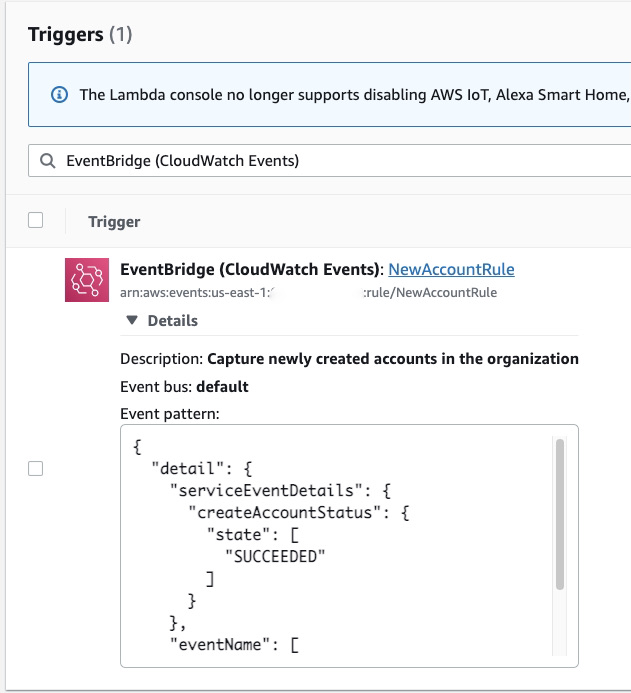 Triggers (1)
The Lambda console no longer supports disabling AWS IoT, Alexa Smart Home,
EventBridge (CloudWatch Events)
Trigger
EventBridge (CloudWatch Events): NewAccountRule
arn:aws:events:us-east-1: :rule/NewAccountRule
▼ Details
Description: Capture newly created accounts in the organization
Event bus: default
Event pattern:
{
"detail": {
"serviceEventDetails": {
"createAccountStatus": {
"state": [
"SUCCEEDED"
]
}
},
"eventName": [